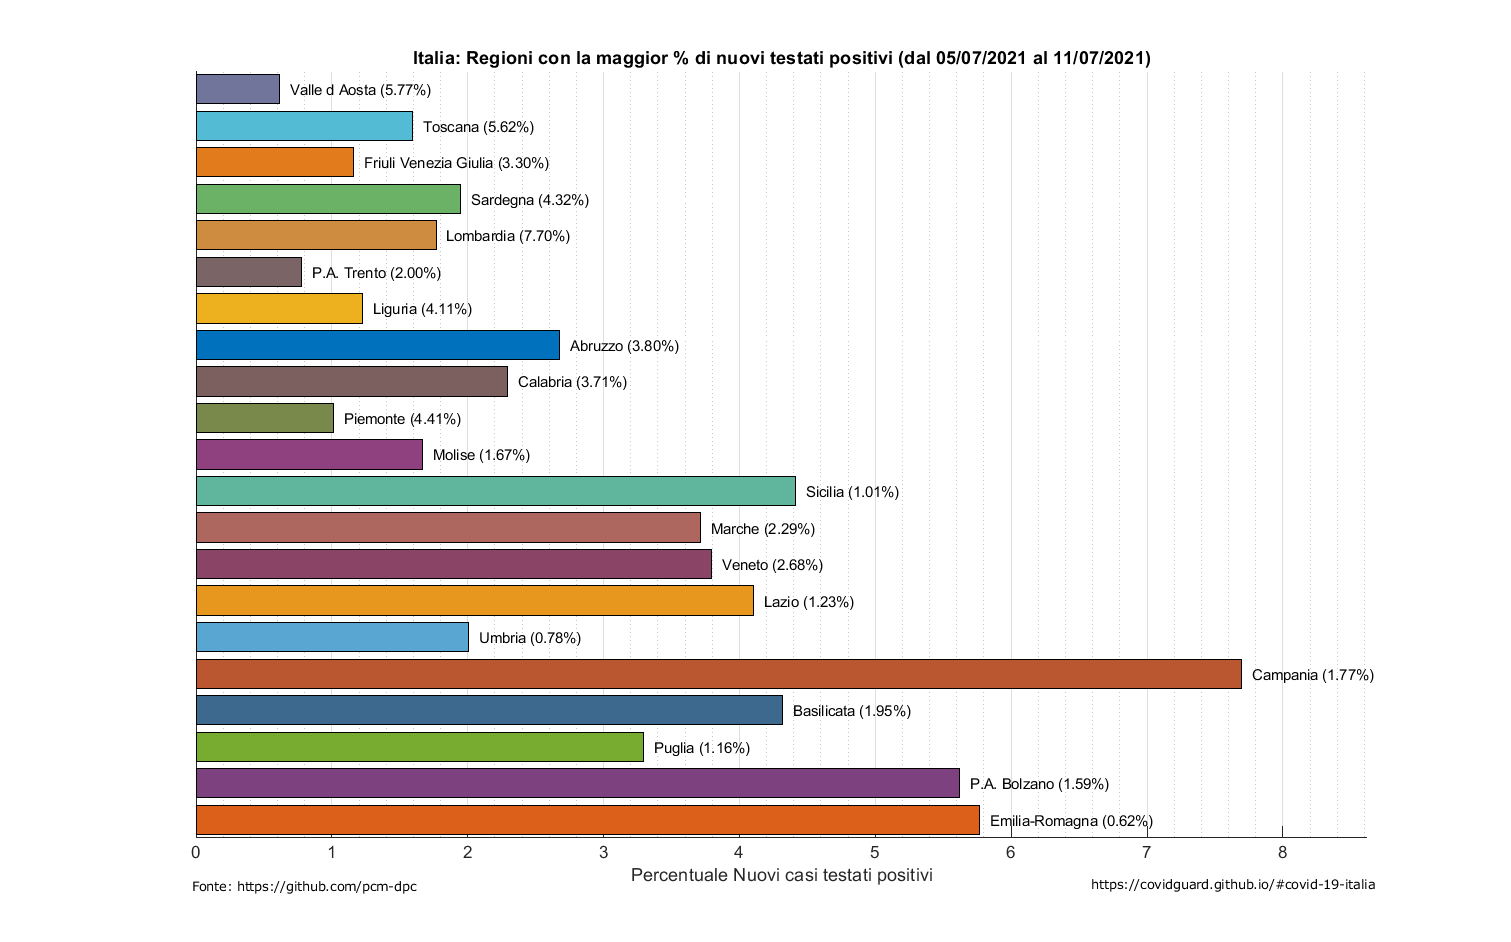 Italia: Regioni con la maggior % di nuovi testati positivi (dal 05/07/2021 al 11/07/2021)
Valle d Aosta (5.77%)
Toscana (5.62%)
Friuli Venezia Giulia (3.30%)
Sardegna (4.32%)
Lombardia (7.70%)
P.A. Trento (2.00%)
Liguria (4.11%)
Abruzzo (3.80%)
Calabria (3.71%)
Piemonte (4.41%)
Molise (1.67%)
Sicilia (1.01%)
Marche (2.29%)
Veneto (2.68%)
Lazio (1.23%)
Umbria (0.78%)
Campania (1.77%)
Basilicata (1.95%)
Puglia (1.16%)
P.A. Bolzano (1.59%)
Emilia-Romagna (0.62%)
0 1 2 3 4 5 6 7 8
Percentuale Nuovi casi testati positivi
Fonte: https://github.com/pcm-dpc
https://covidguard.github.io/#covid-19-italia